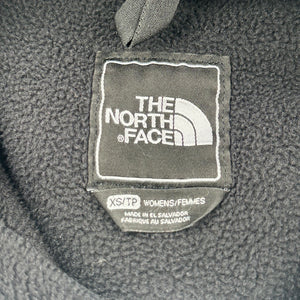 THE
NORTH
®FACE
XS/TP WOMENS/FEMMES
MADE IN EL SALVADOR
FABRIQUE AU SALVADOR